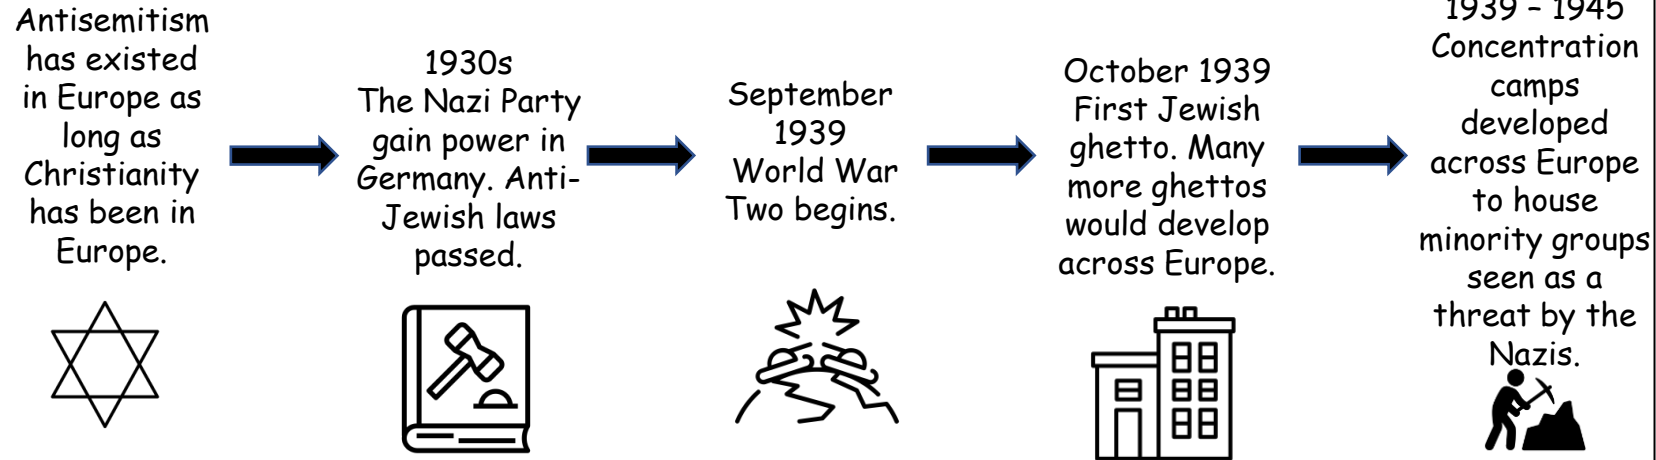 Antisemitism
has existed
in Europe as
long as
Christianity
has been in
Europe.
1930s
The Nazi Party
gain power in
Germany. Anti-
Jewish laws
passed.
September
1939
World War
Two begins.
October 1939
First Jewish
ghetto. Many
more ghettos
would develop
across Europe.
1939 – 1945
Concentration
camps
developed
across Europe
to house
minority groups
seen as a
threat by the
Nazis.